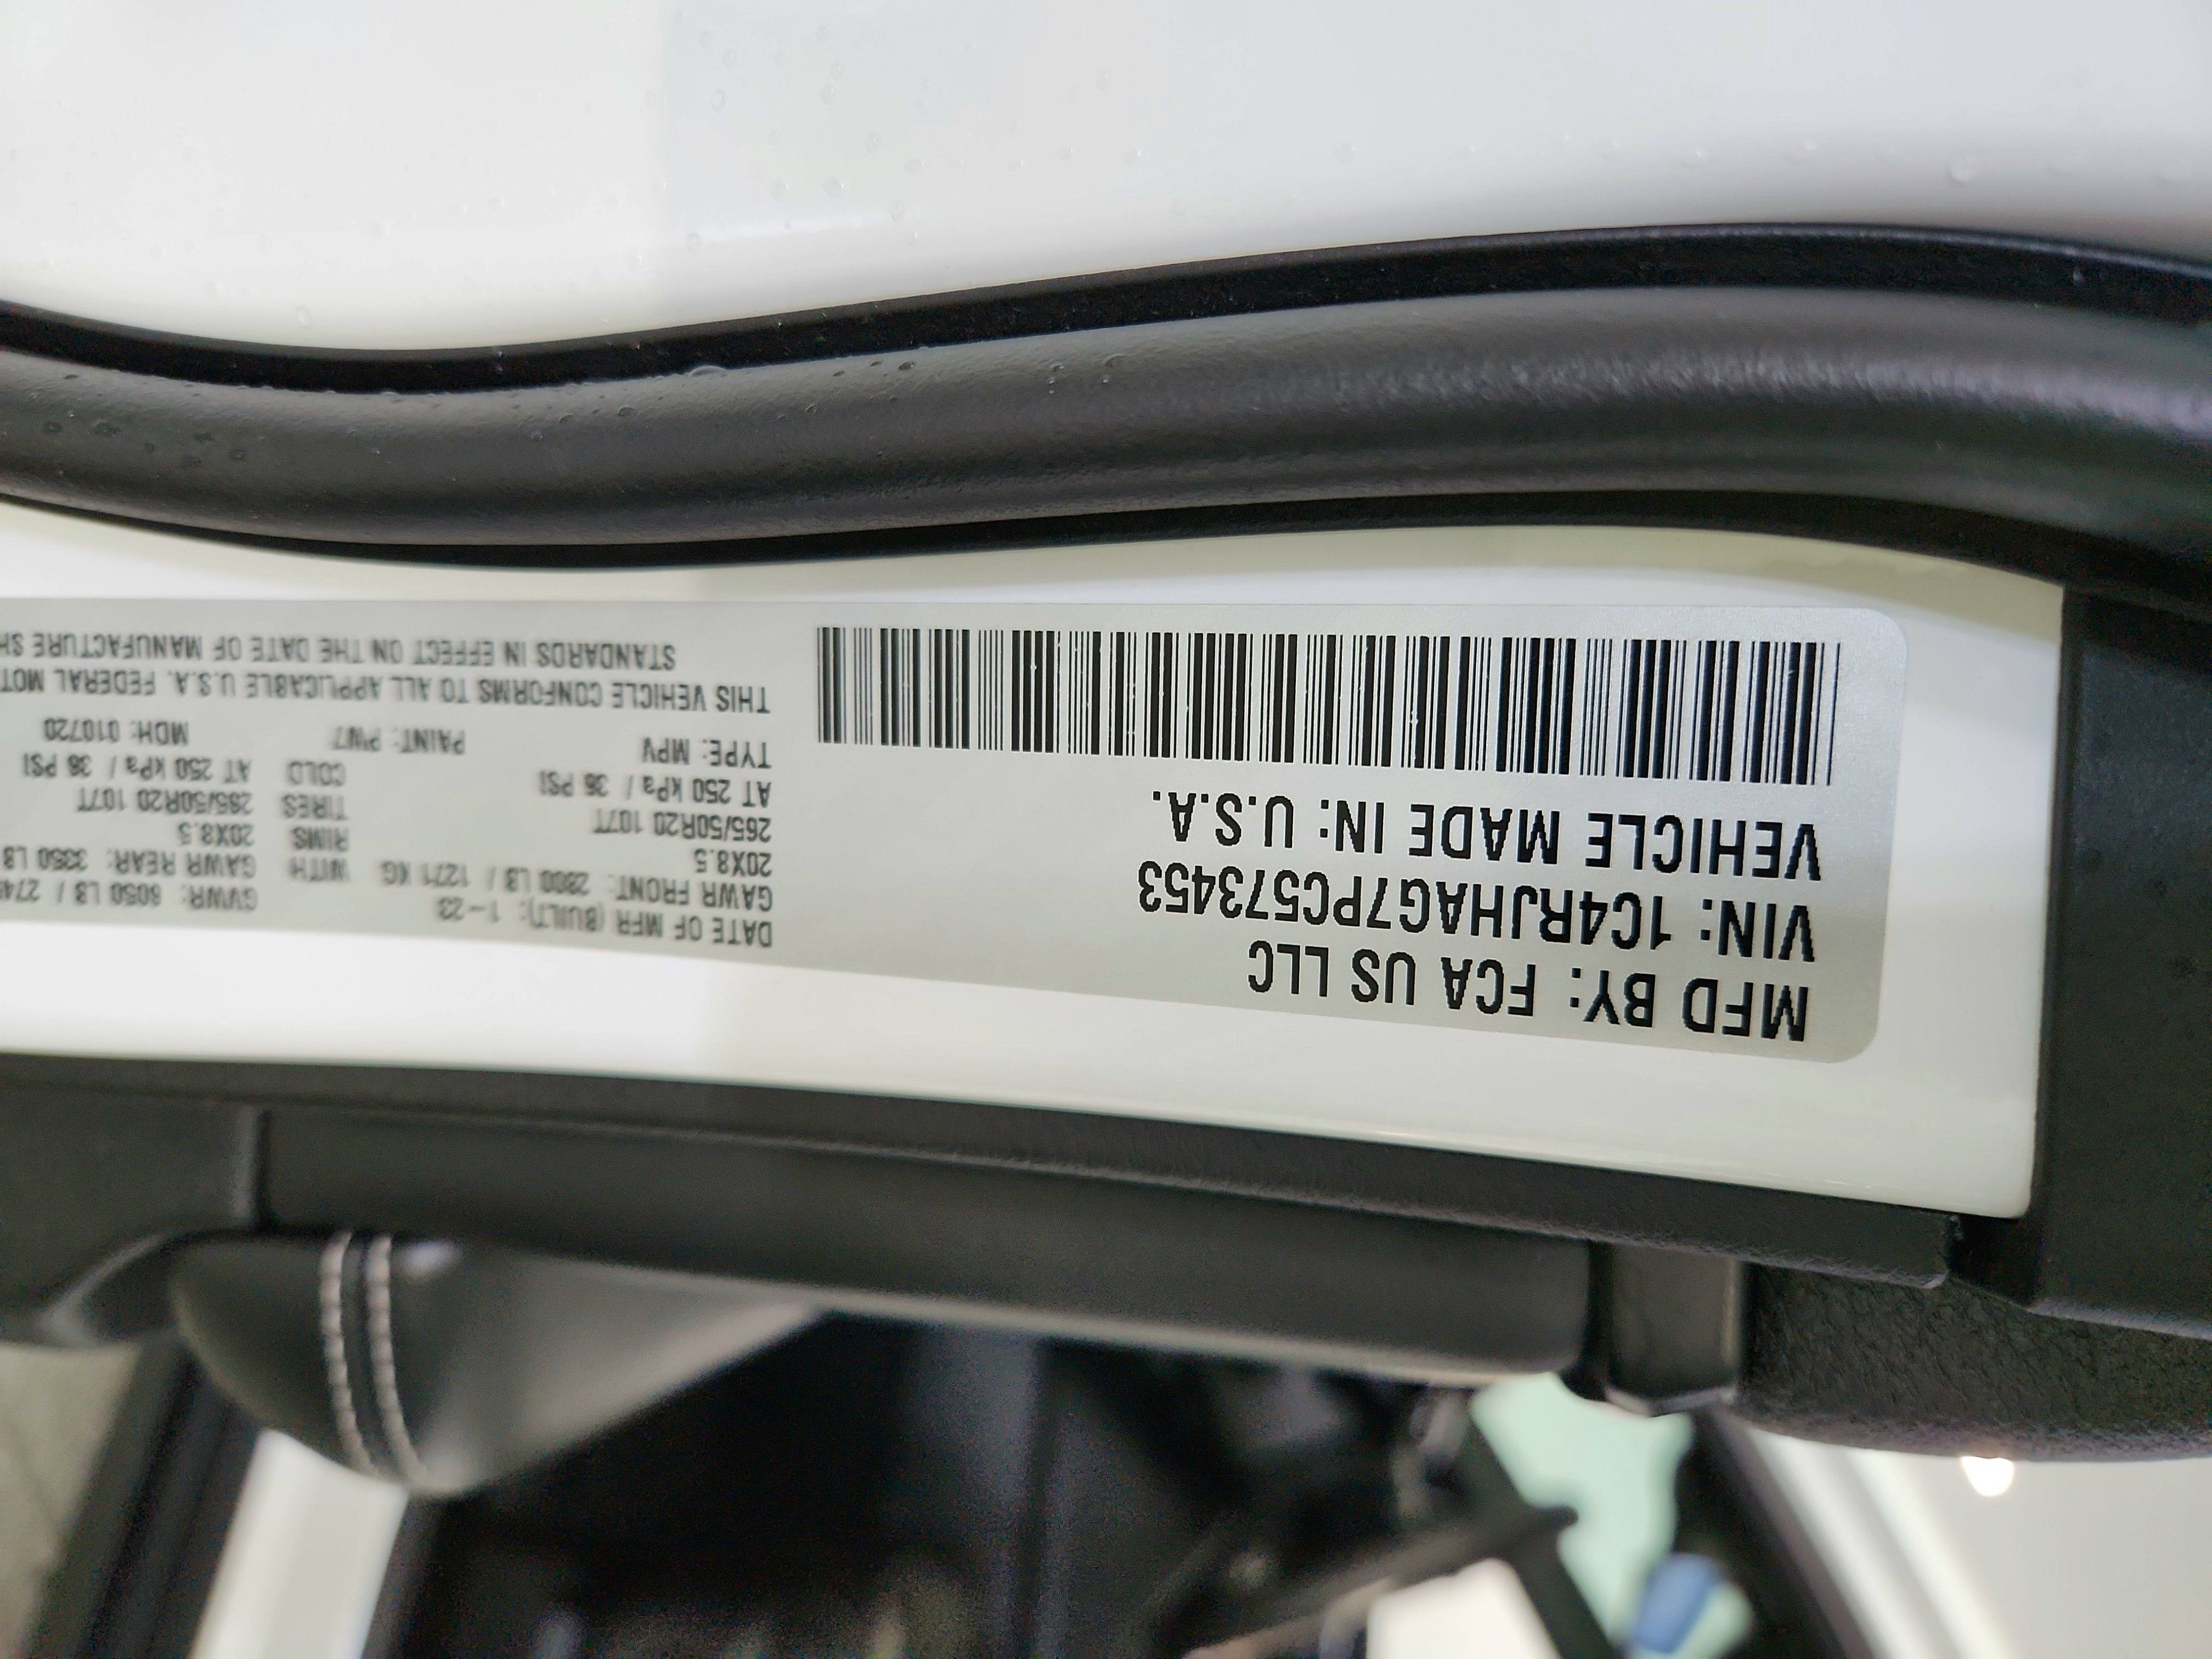 MFD BY: FCA US LLC
VIN: 1C4RJHAG7PC573453
VEHICLE MADE IN: U.S.A.
DATE OF MFR (BUILT): 1-23 GVWR: 6050 LB / 274
GAWR FRONT: 2800 LB / 1271 KG WITH GAWR REAR: 3350 LB
20X8.5 RIMS 20X8.5
265/50R20 107T TIRES 265/50R20 107T
AT 250 kPa / 36 PSI COLD AT 250 kPa / 36 PSI
TYPE: MPV PAINT: PW7 MDH: 010720
THIS VEHICLE CONFORMS TO ALL APPLICABLE U.S.A. FEDERAL MOT
STANDARDS IN EFFECT ON THE DATE OF MANUFACTURE SH